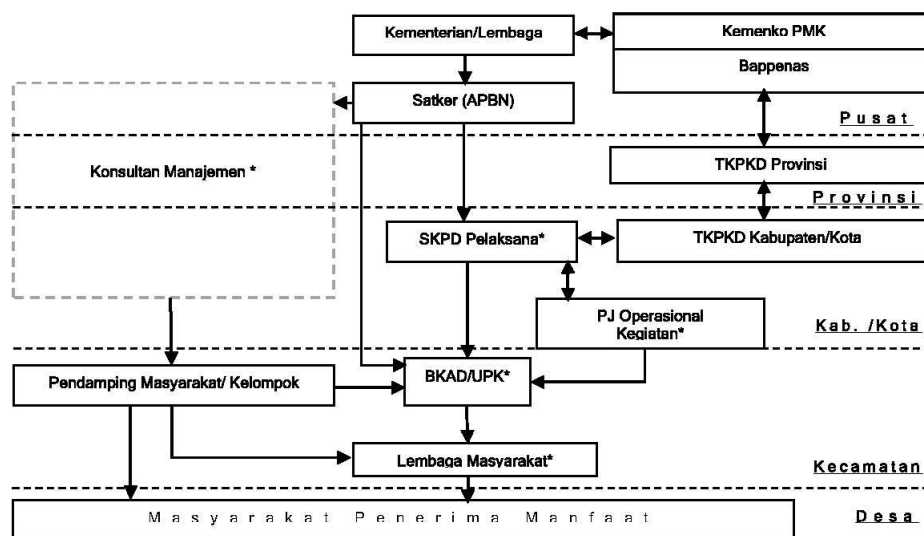 Kementerian/Lembaga
Kemenko PMK
Bappenas
Satker (APBN)
Pusat
Konsultan Manajemen *
TKPKD Provinsi
Provinsi
SKPD Pelaksana*
TKPKD Kabupaten/Kota
PJ Operasional
Kegiatan*
Kab. /Kota
Pendamping Masyarakat/ Kelompok
BKAD/UPK*
Lembaga Masyarakat*
Kecamatan
Masyarakat Penerima Manfaat
Desa